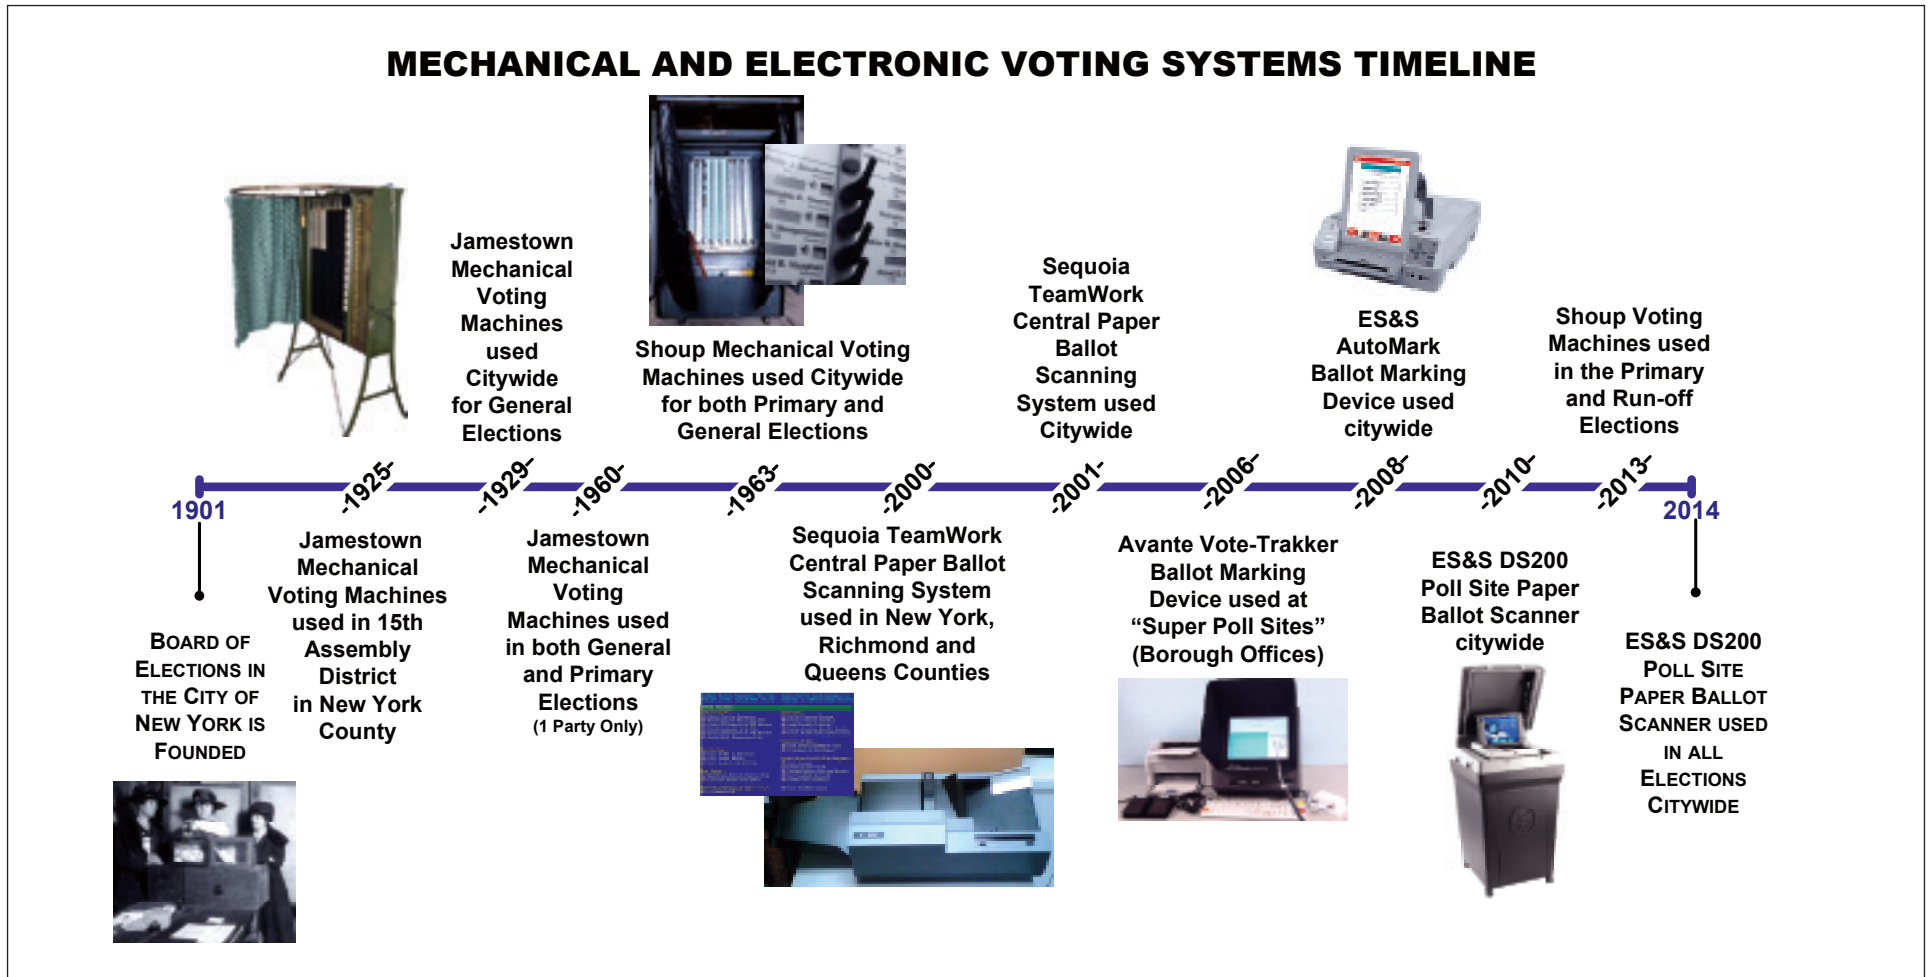 MECHANICAL AND ELECTRONIC VOTING SYSTEMS TIMELINE
Jamestown
Mechanical
Voting
Machines
used
Citywide
for General
Elections
Shoup Mechanical Voting
Machines used Citywide
for both Primary and
General Elections
Sequoia
TeamWork
Central Paper
Ballot
Scanning
System used
Citywide
ES&S
AutoMark
Ballot Marking
Device used
citywide
Shoup Voting
Machines used
in the Primary
and Run-off
Elections
1901
-1925-
-1929-
-1960-
-1963-
-2000-
-2001-
-2006-
-2008-
-2010-
-2013-
2014
BOARD OF
ELECTIONS IN
THE CITY OF
NEW YORK IS
FOUNDED
Jamestown
Mechanical
Voting Machines
used in 15th
Assembly
District
in New York
County
Jamestown
Mechanical
Voting
Machines used
in both General
and Primary
Elections
(1 Party Only)
Sequoia TeamWork
Central Paper Ballot
Scanning System
used in New York,
Richmond and
Queens Counties
Avante Vote-Trakker
Ballot Marking
Device used at
“Super Poll Sites”
(Borough Offices)
ES&S DS200
Poll Site Paper
Ballot Scanner
citywide
ES&S DS200
POLL SITE
PAPER BALLOT
SCANNER USED
IN ALL
ELECTIONS
CITYWIDE